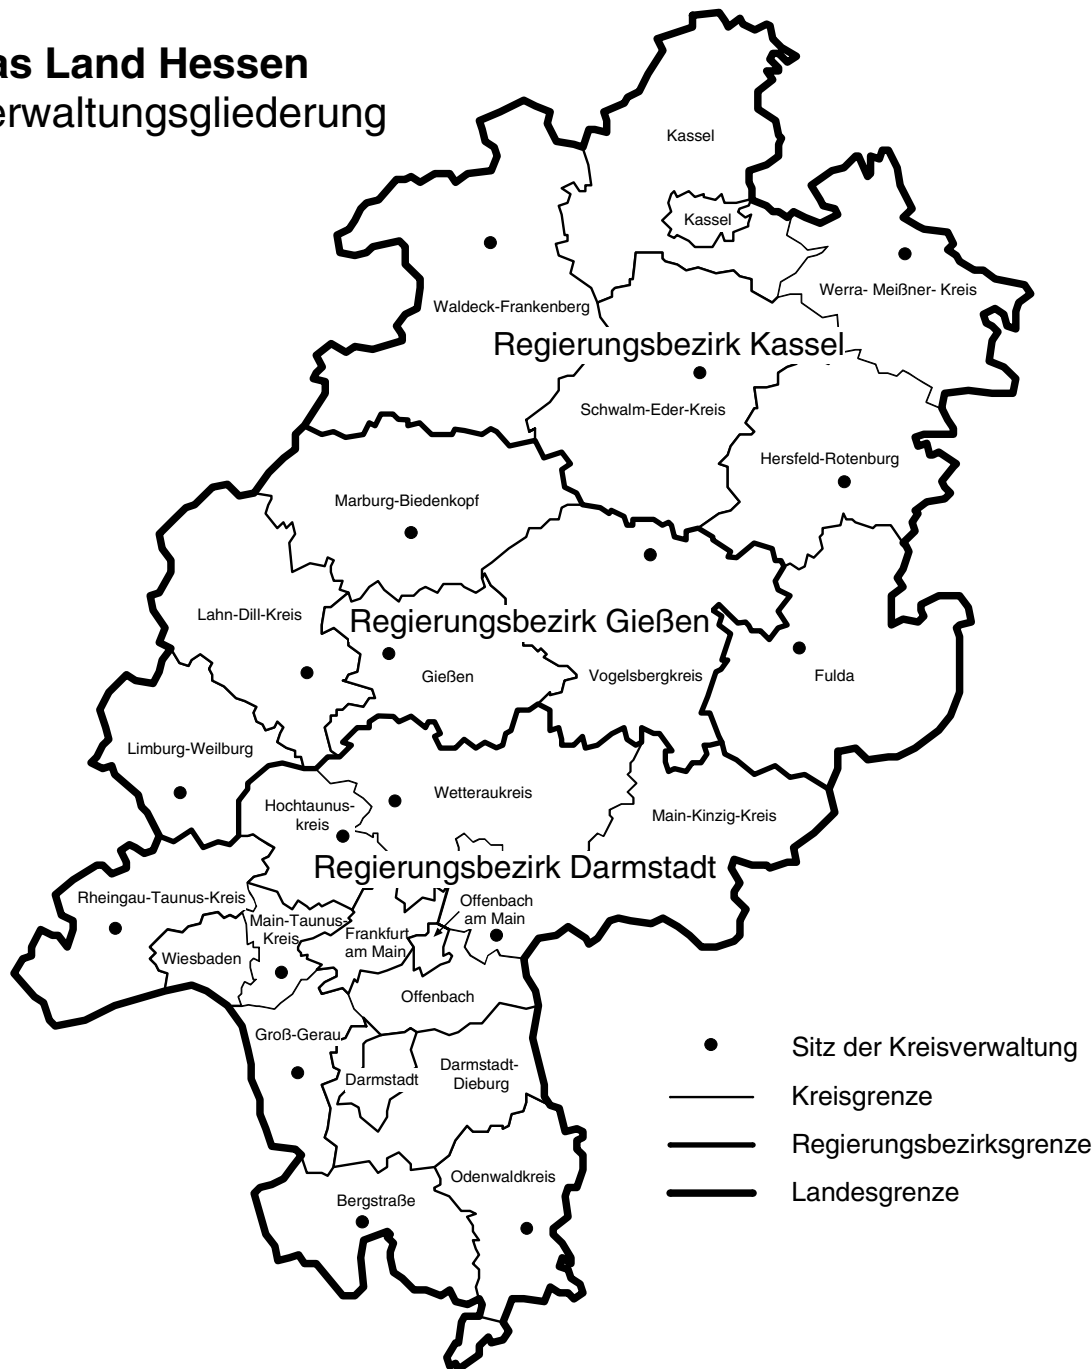 as Land Hessen
erwaltungsgliederung
Kassel
Kassel
Werra- Meißner- Kreis
Waldeck-Frankenberg
Regierungsbezirk Kassel
Schwalm-Eder-Kreis
Hersfeld-Rotenburg
Marburg-Biedenkopf
Lahn-Dill-Kreis
Regierungsbezirk Gießen
Gießen
Vogelsbergkreis
Fulda
Limburg-Weilburg
Wetteraukreis
Hochtaunus-
kreis
Main-Kinzig-Kreis
Regierungsbezirk Darmstadt
Rheingau-Taunus-Kreis
Offenbach
am Main
Main-Taunus-
Kreis
Frankfurt
am Main
Wiesbaden
Offenbach
Groß-Gerau
Darmstadt
Darmstadt-
Dieburg
Odenwaldkreis
Bergstraße
Sitz der Kreisverwaltung
Kreisgrenze
Regierungsbezirksgrenze
Landesgrenze